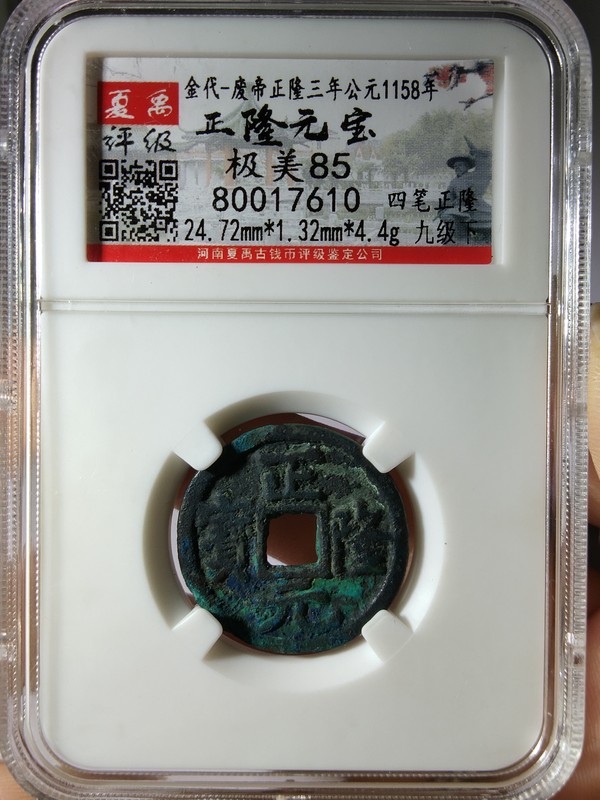 夏禹
评级
金代-废帝正隆三年公元1158年
正隆元宝
极美85
80017610 四笔正隆
24.72mm*1.32mm*4.4g 九级下
河南夏禹古钱币评级鉴定公司
正隆元寶